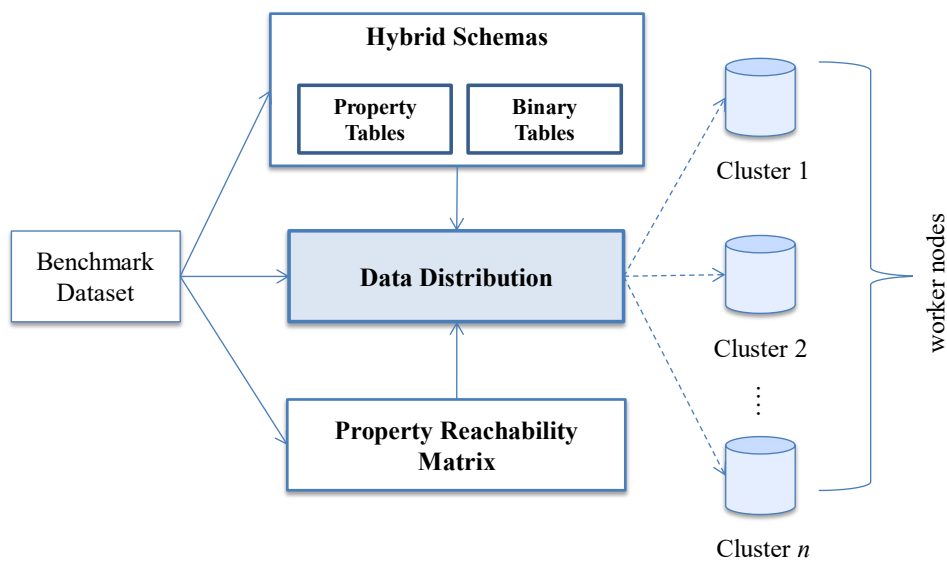 Hybrid Schemas
Property
Tables
Binary
Tables
Cluster 1
Benchmark
Dataset
Data Distribution
worker nodes
Cluster 2
Property Reachability
Matrix
Cluster n